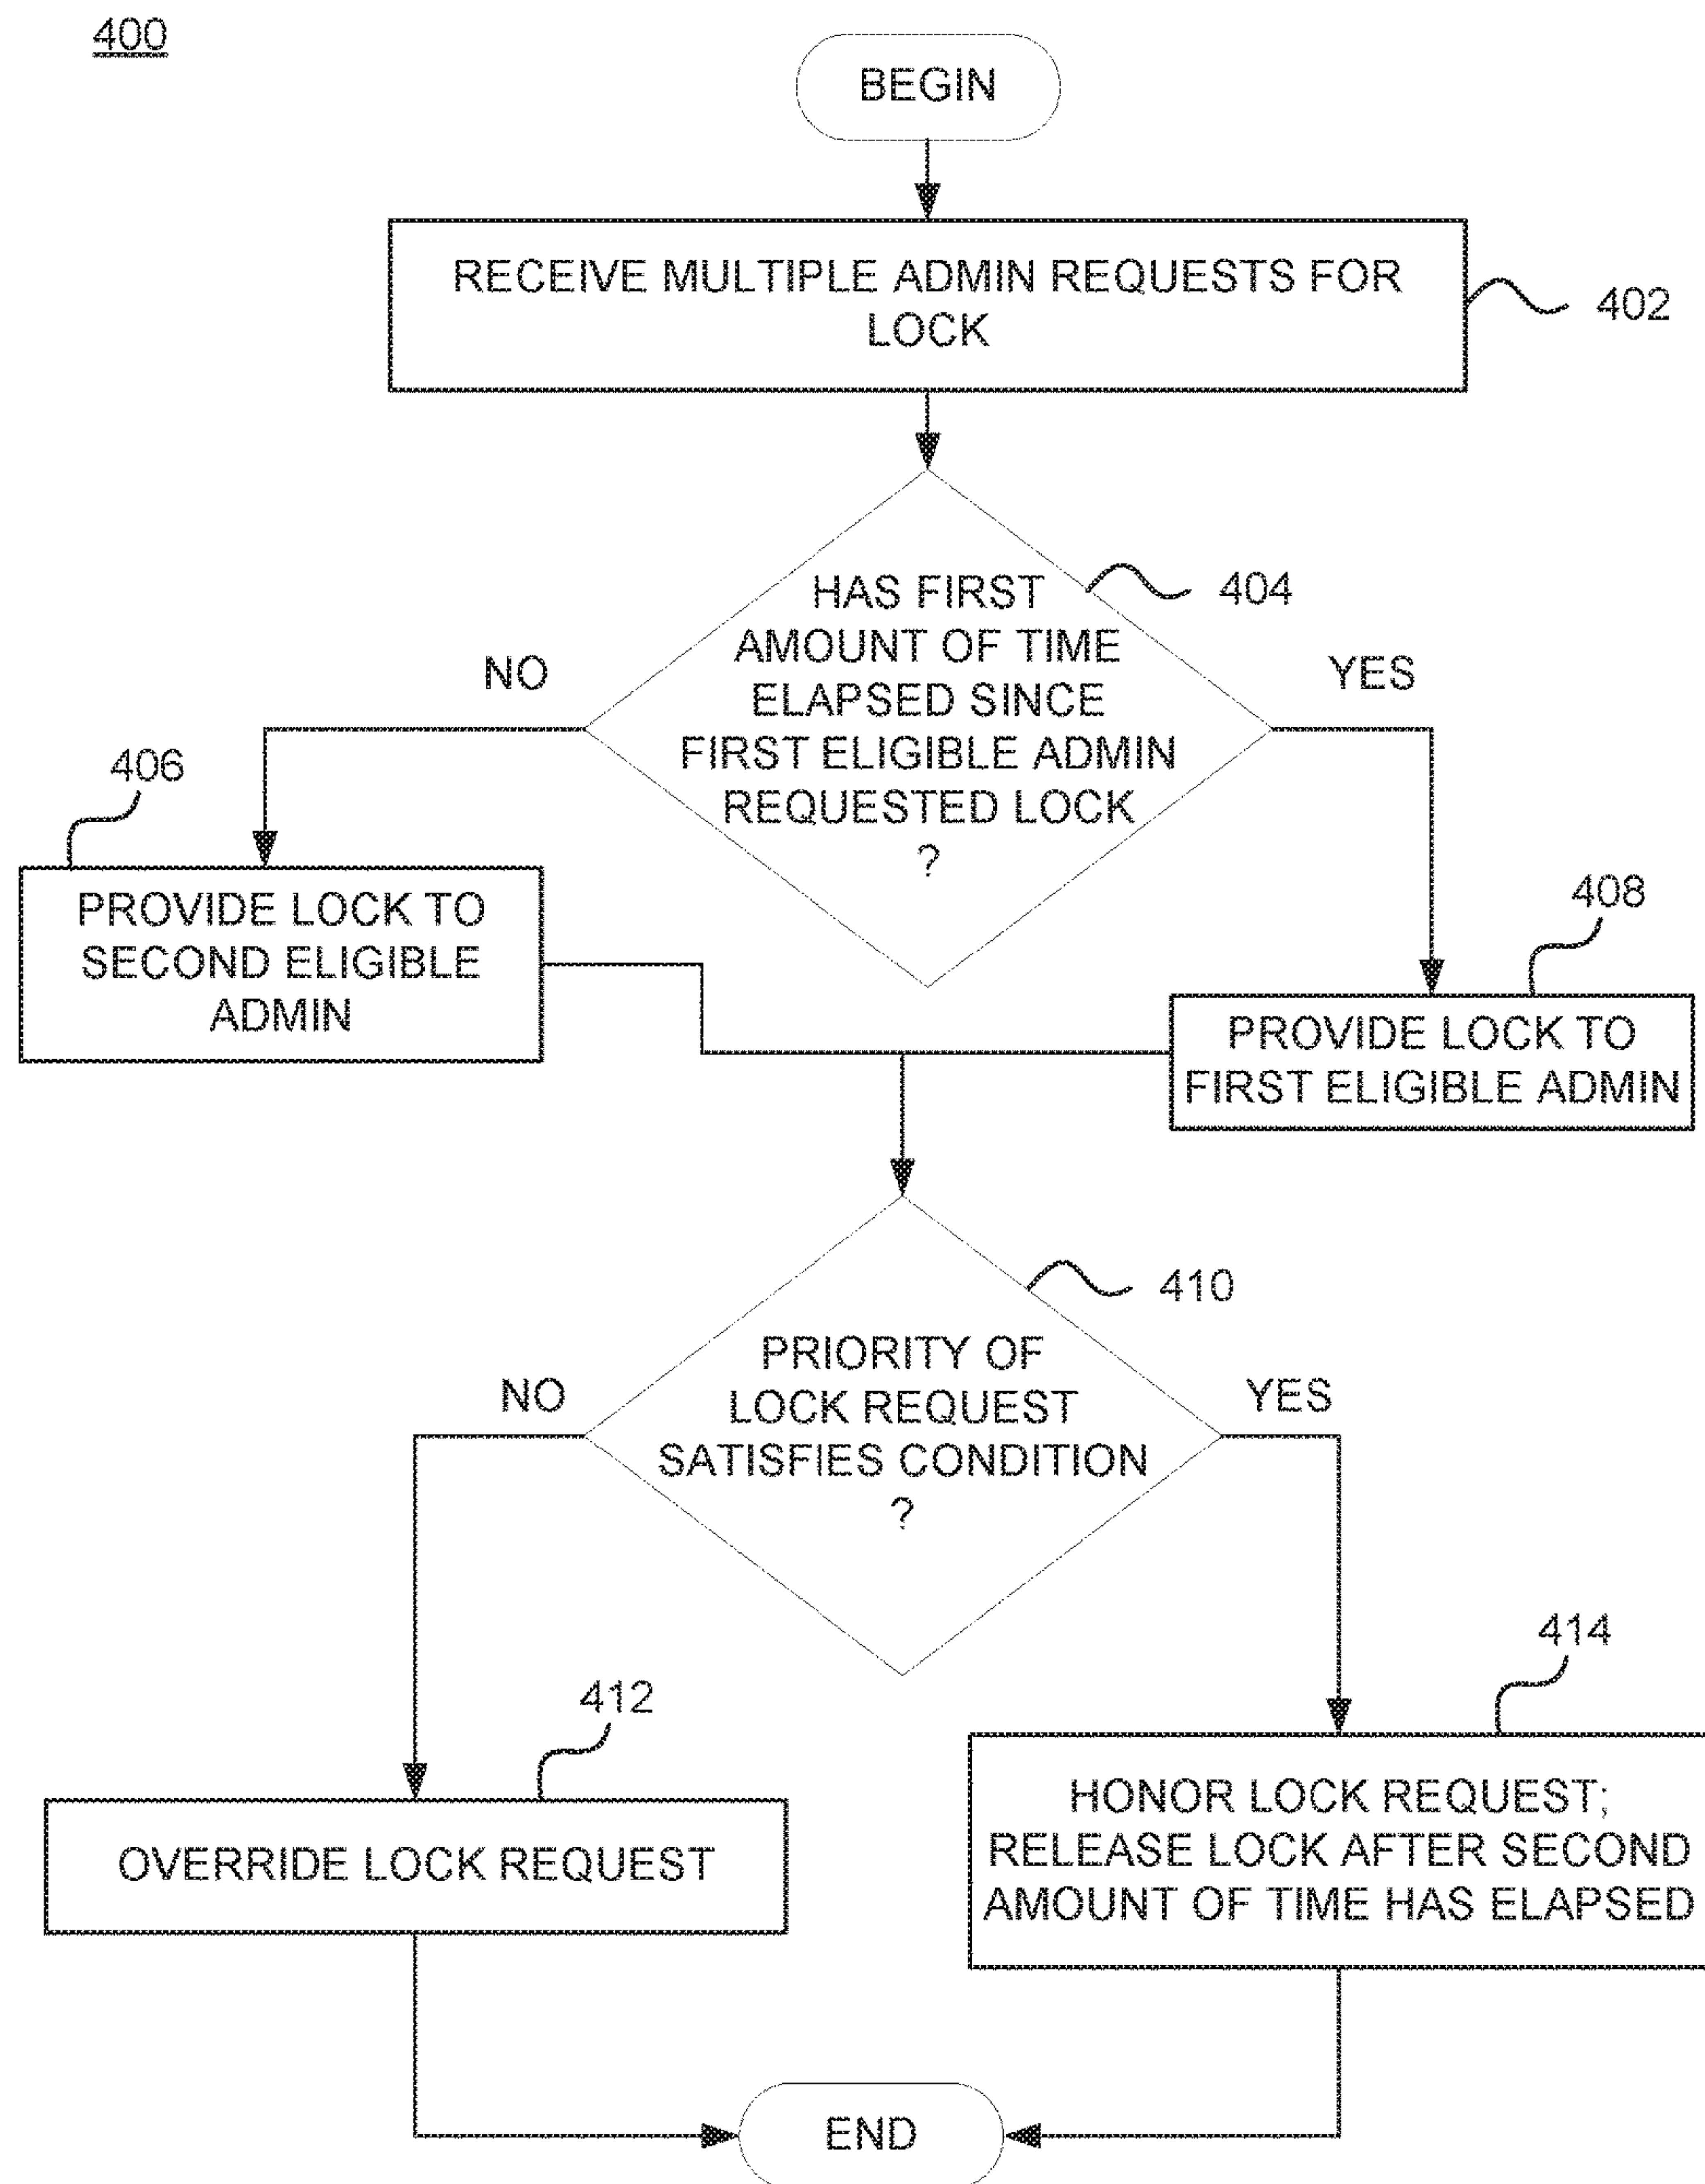 400
BEGIN
RECEIVE MULTIPLE ADMIN REQUESTS FOR
LOCK
402
HAS FIRST
AMOUNT OF TIME
ELAPSED SINCE
FIRST ELIGIBLE ADMIN
REQUESTED LOCK
?
404
NO
YES
406
PROVIDE LOCK TO
SECOND ELIGIBLE
ADMIN
408
PROVIDE LOCK TO
FIRST ELIGIBLE ADMIN
410
PRIORITY OF
LOCK REQUEST
SATISFIES CONDITION
?
NO
YES
412
OVERRIDE LOCK REQUEST
414
HONOR LOCK REQUEST;
RELEASE LOCK AFTER SECOND
AMOUNT OF TIME HAS ELAPSED
END